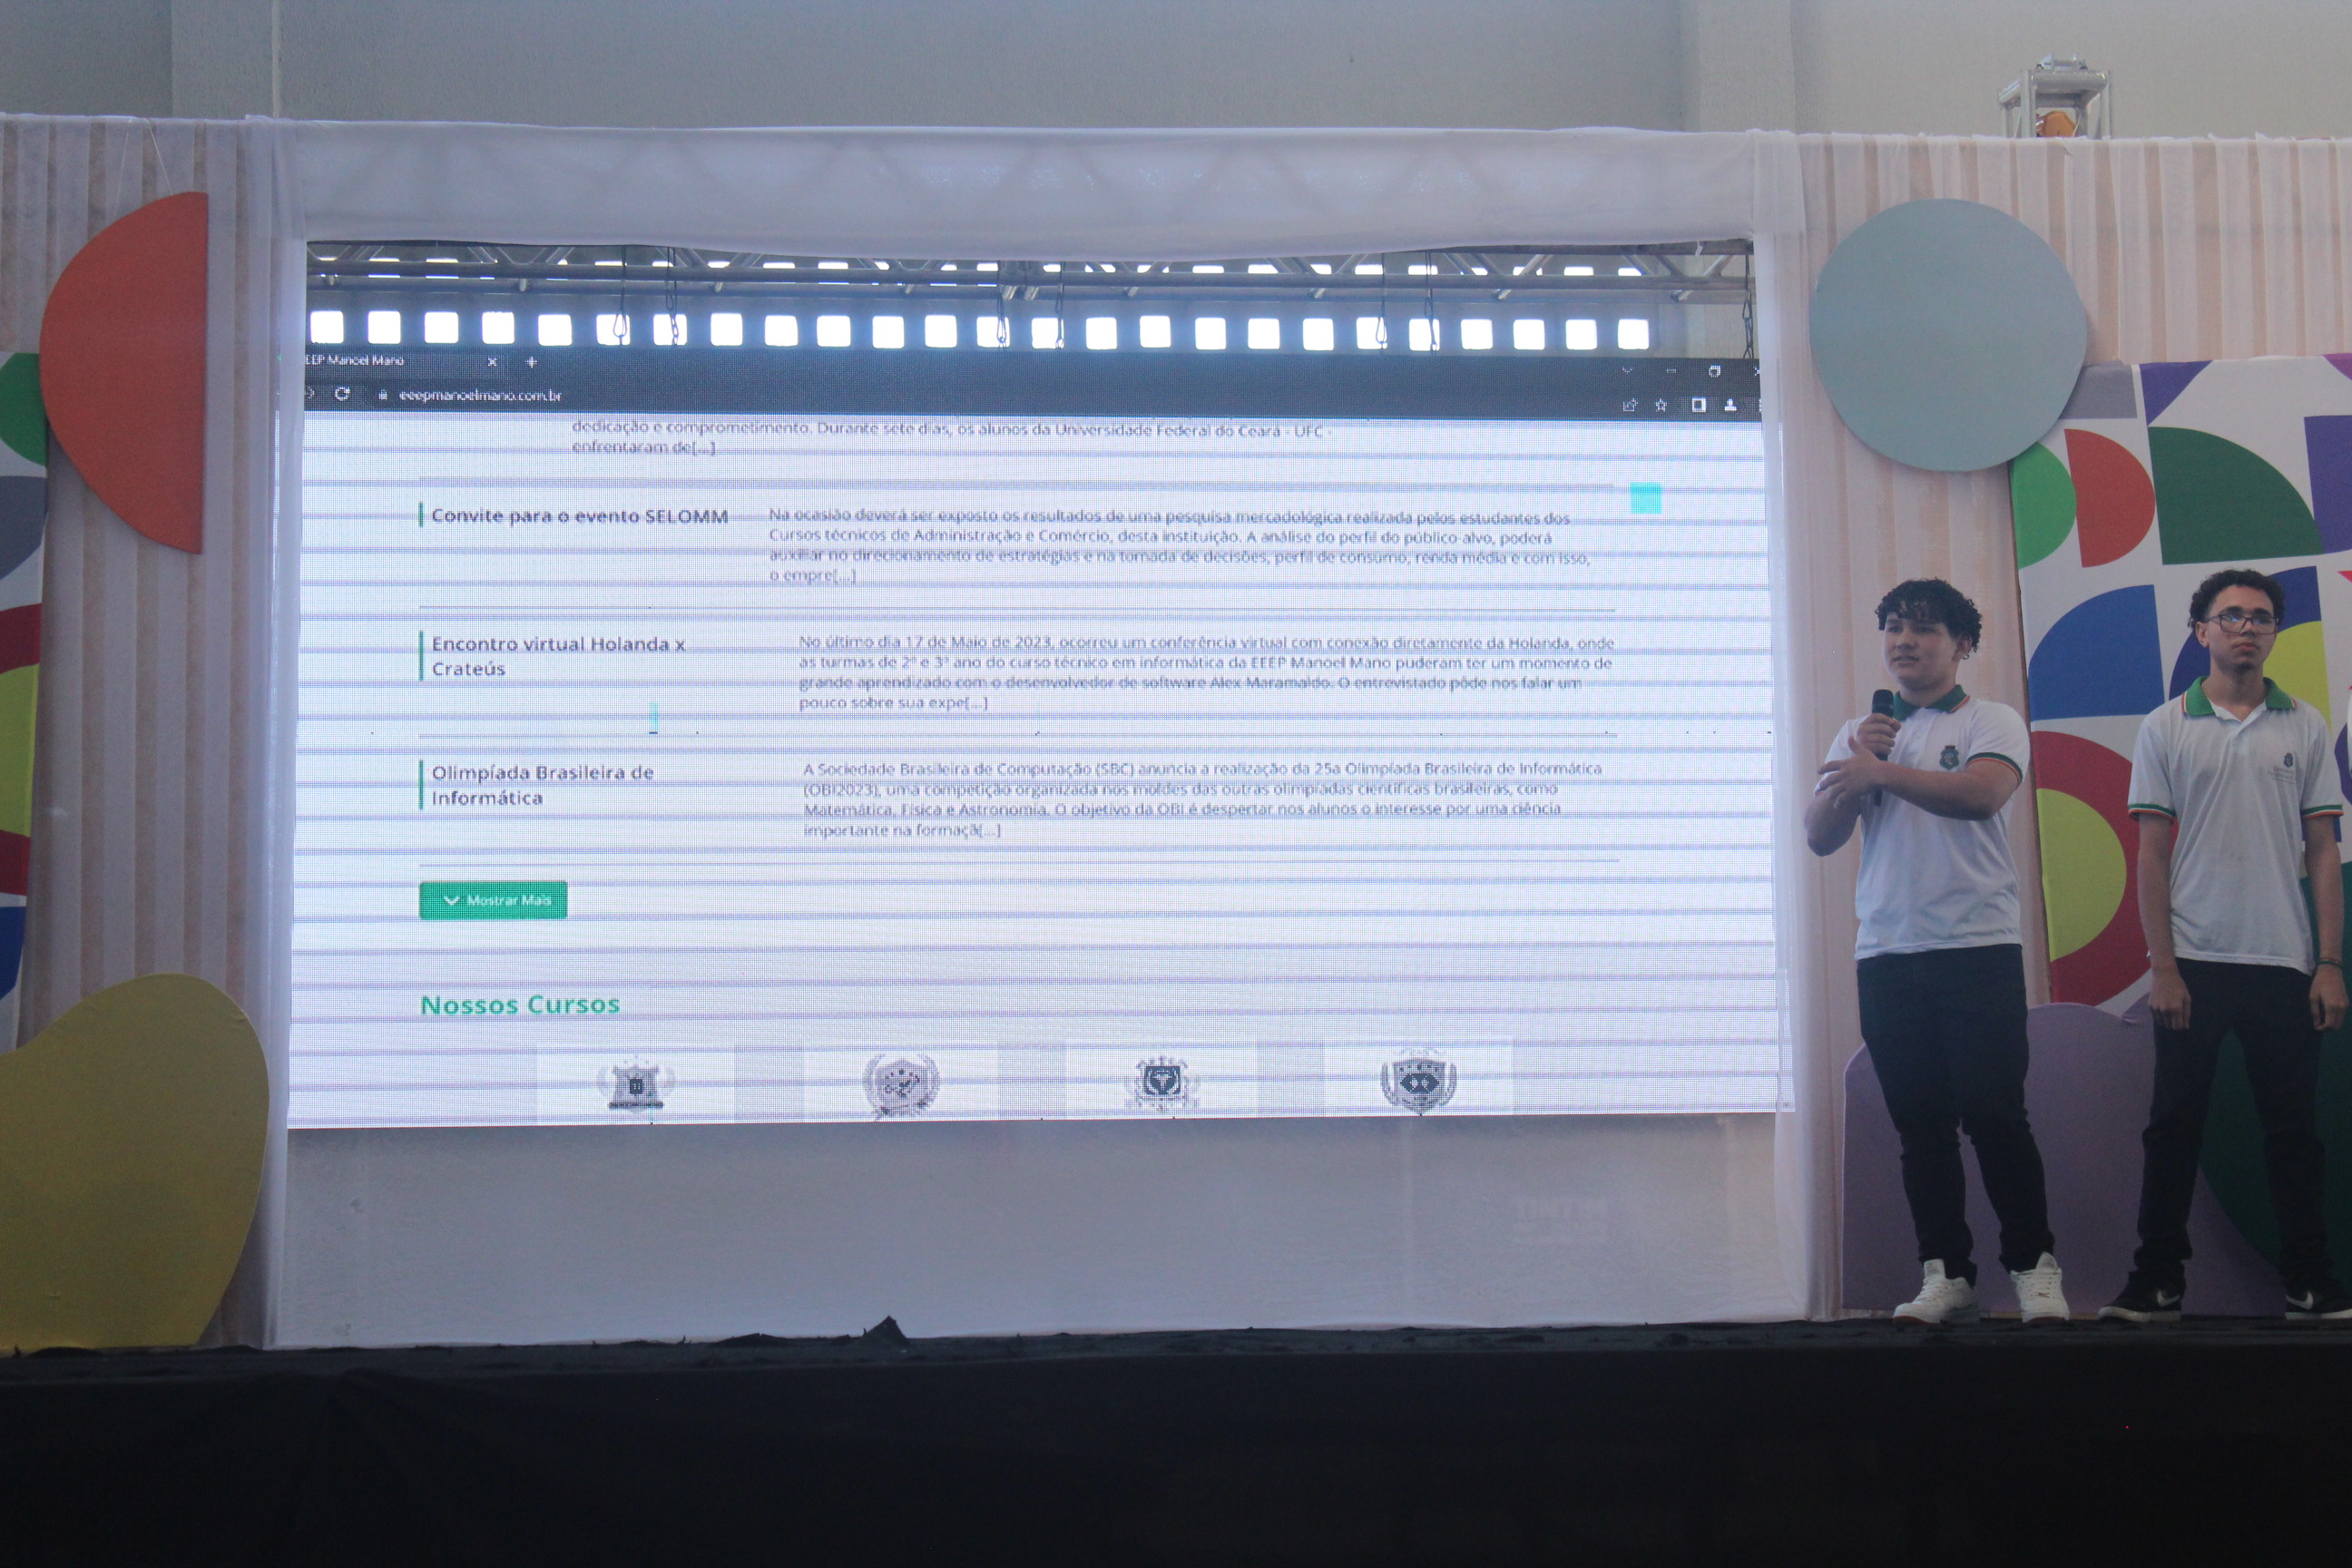 EEP Manoel Mano
eeepmanoelmano.com.br
dedicação e comprometimento. Durante sete dias, os alunos da Universidade Federal do Ceará - UFC -
enfrentaram de[...]
Convite para o evento SELOMM
Na ocasião deverá ser exposto os resultados de uma pesquisa mercadológica realizada pelos estudantes dos
Cursos técnicos de Administração e Comércio, desta instituição. A análise do perfil do público-alvo, poderá
auxiliar no direcionamento de estratégias e na tomada de decisões, perfil de consumo, renda média e com isso,
o empre[...]
Encontro virtual Holanda x
Crateús
No último dia 17 de Maio de 2023, ocorreu um conferência virtual com conexão diretamente da Holanda, onde
as turmas de 2° e 3° ano do curso técnico em informática da EEEP Manoel Mano puderam ter um momento de
grande aprendizado com o desenvolvedor de software Alex Maramaldo. O entrevistado pôde nos falar um
pouco sobre sua expe[...]
Olimpíada Brasileira de
Informática
A Sociedade Brasileira de Computação (SBC) anuncia a realização da 25a Olimpíada Brasileira de Informática
(OBI2023), uma competição organizada nos moldes das outras olimpíadas científicas brasileiras, como
Matemática, Física e Astronomia. O objetivo da OBI é despertar nos alunos o interesse por uma ciência
importante na formaçã[...]
Mostrar Mais
Nossos Cursos